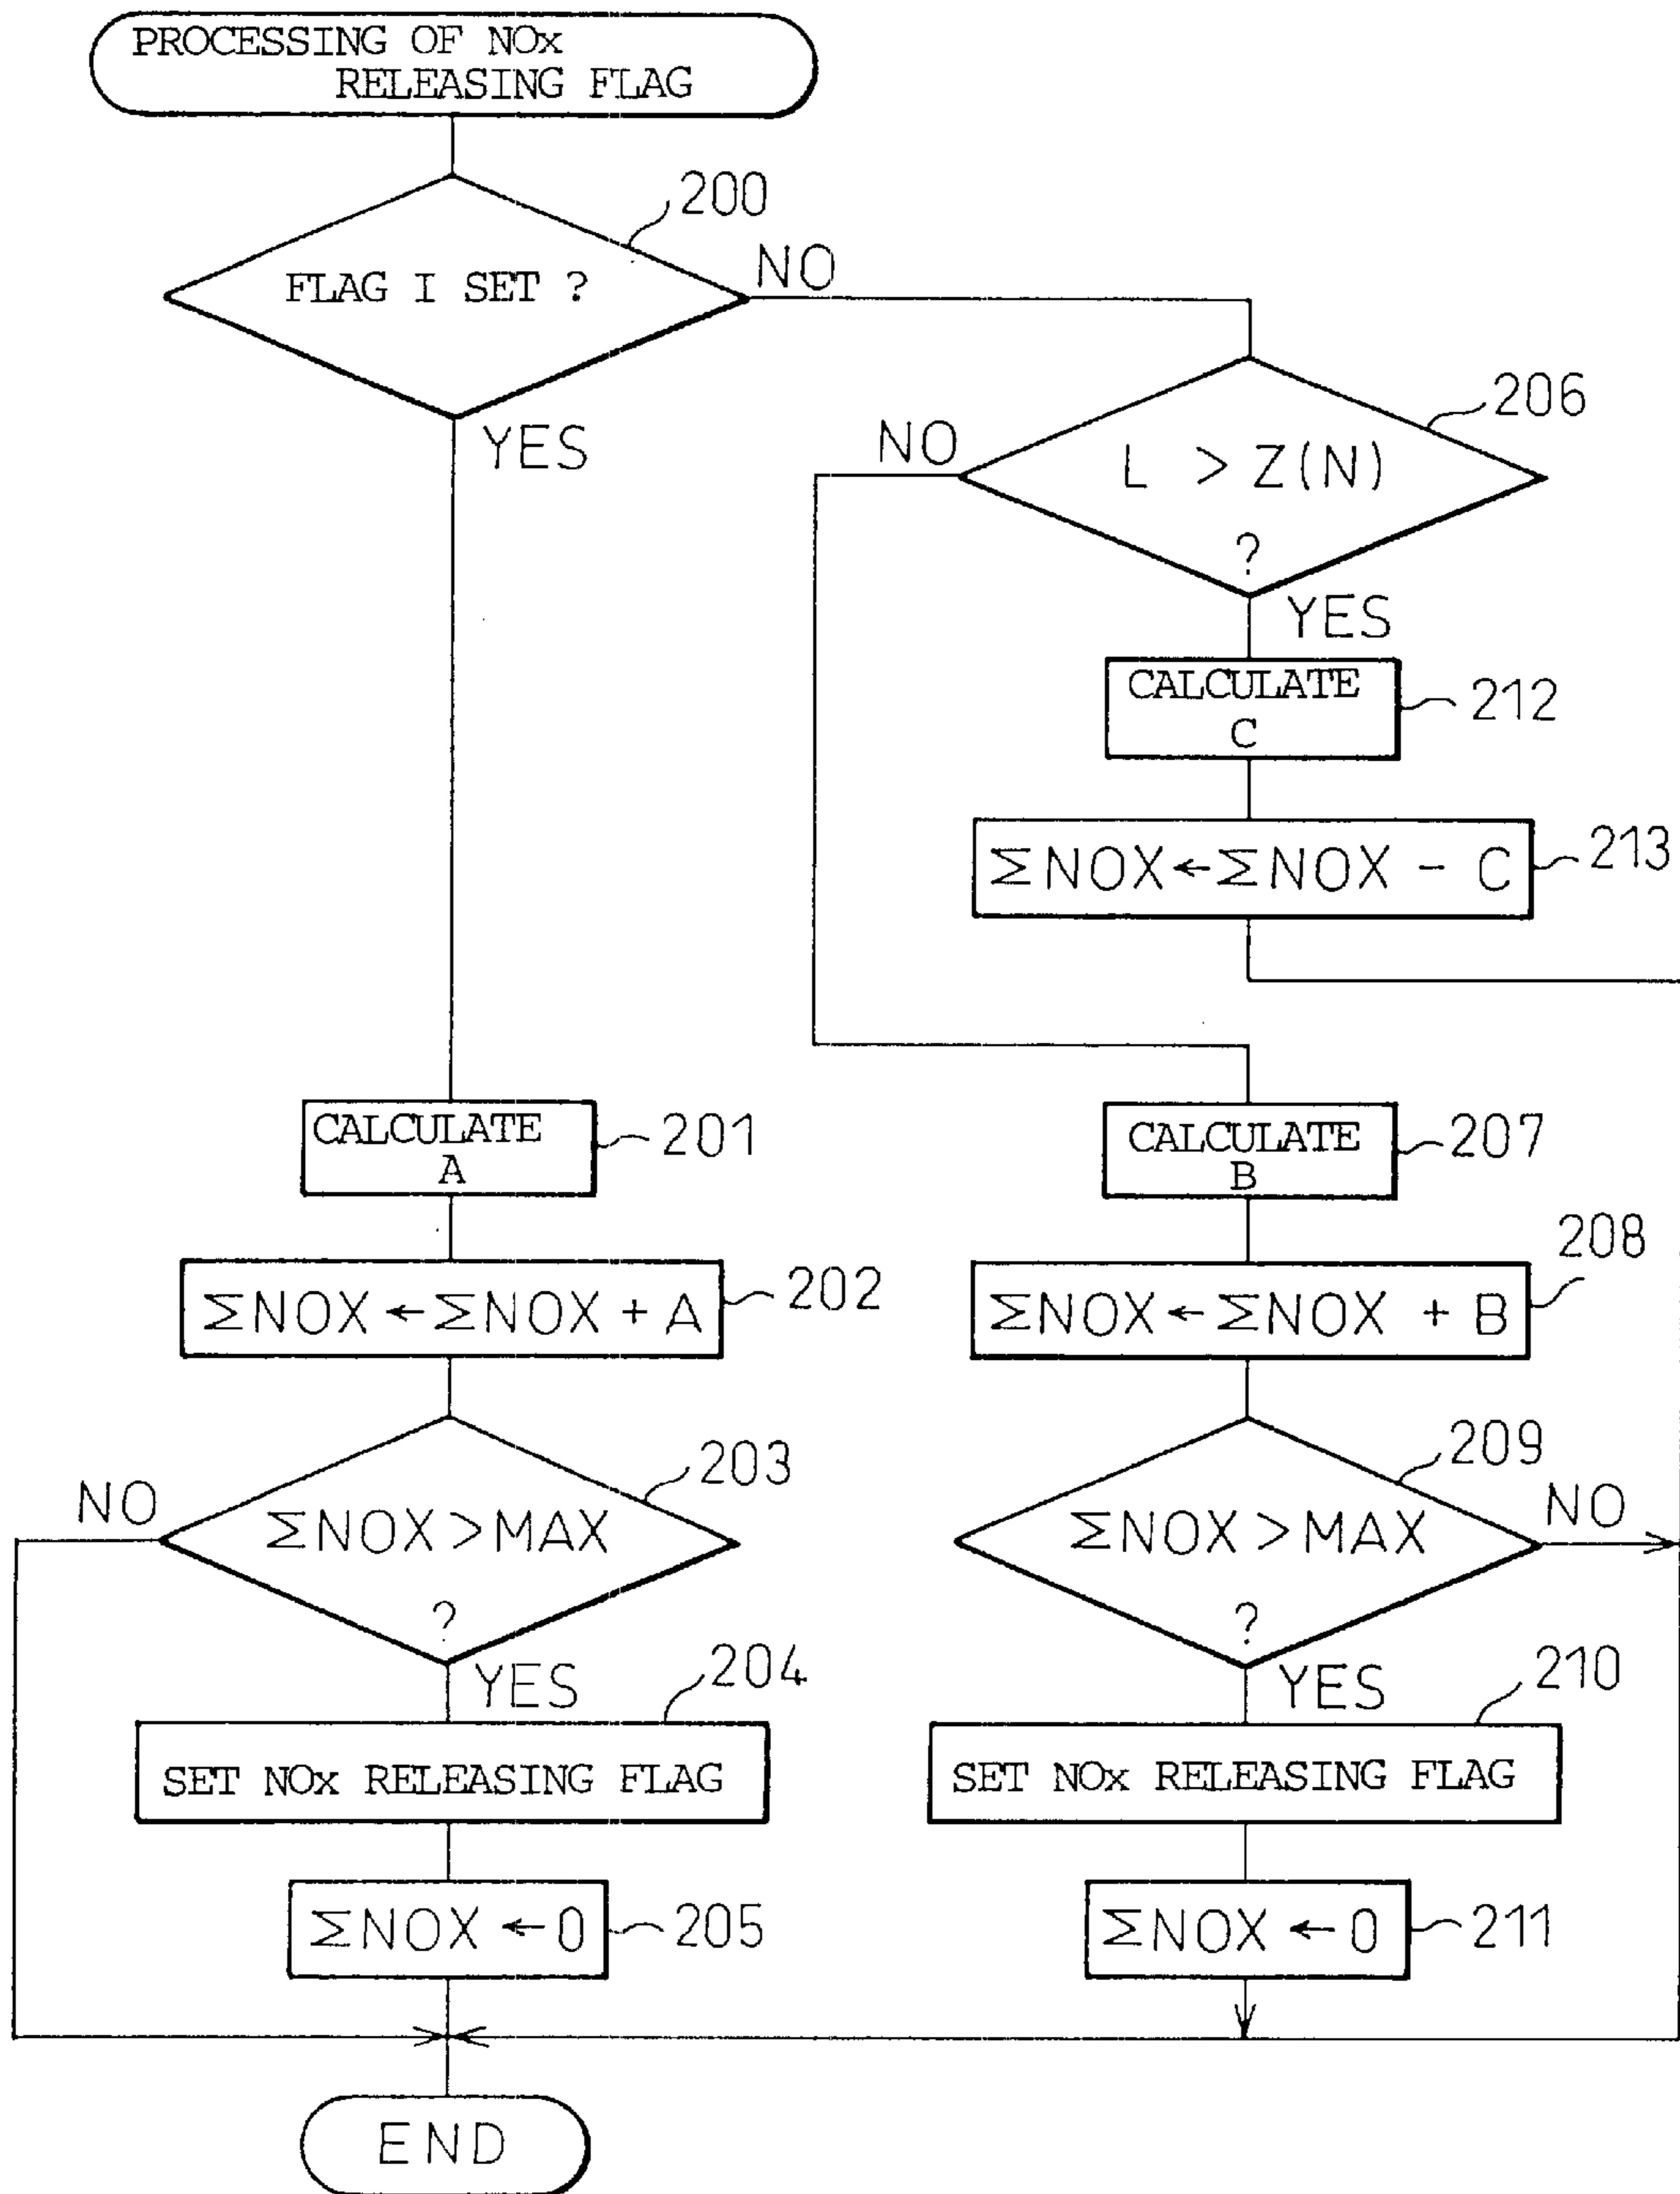 PROCESSING OF NOx
RELEASING FLAG
200
FLAG I SET ?
NO
YES
206
NO
L > Z(N)
?
YES
CALCULATE
C
212
ΣNOX←ΣNOX - C
213
CALCULATE
A
201
CALCULATE
B
207
ΣNOX←ΣNOX + A
202
208
ΣNOX←ΣNOX + B
203
NO
ΣNOX>MAX
?
YES
209
ΣNOX>MAX
NO
?
YES
204
SET NOx RELEASING FLAG
210
SET NOx RELEASING FLAG
ΣNOX←0
205
ΣNOX←0
211
END